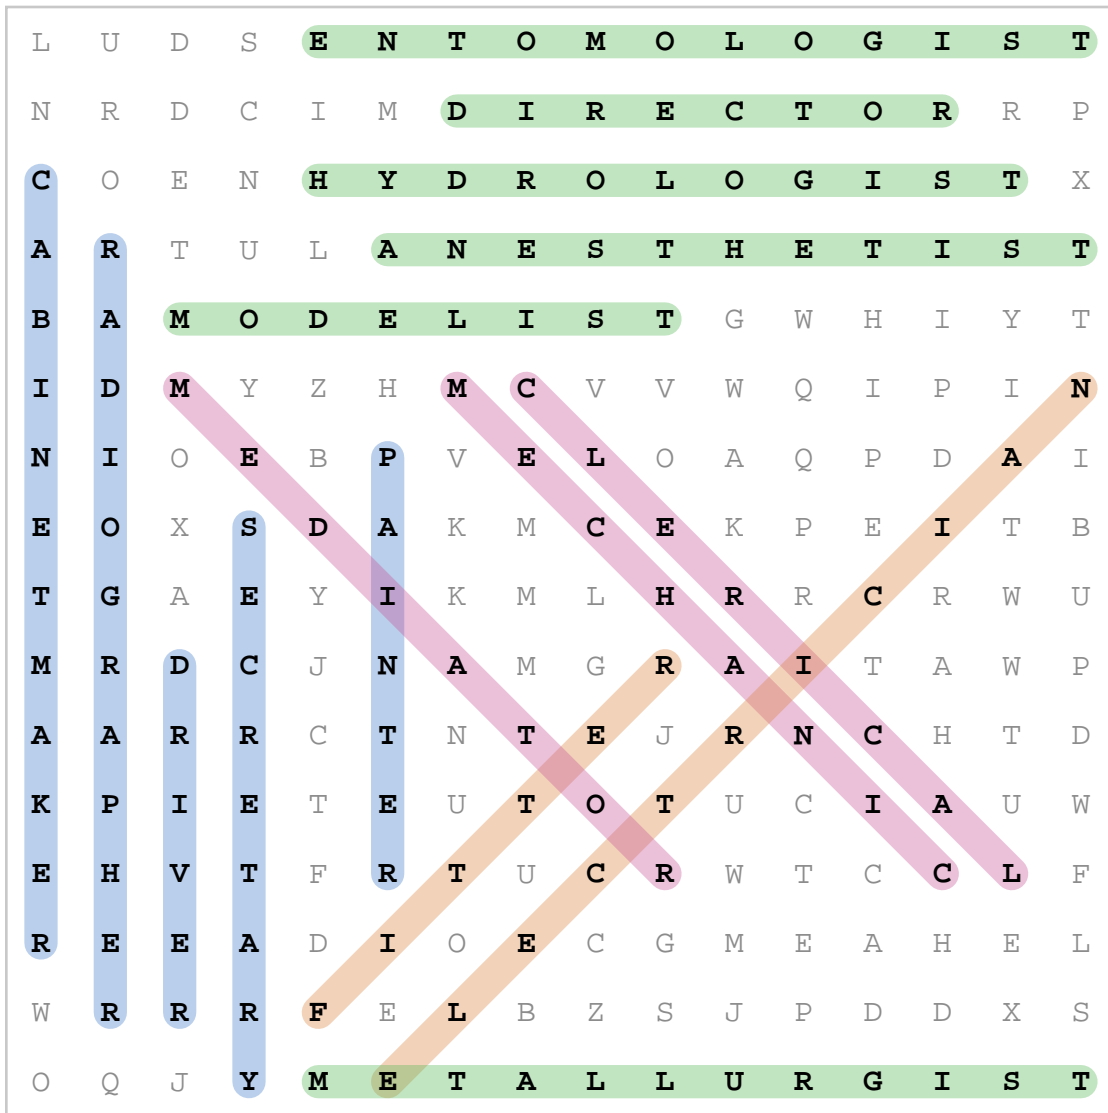 L U D S E N T O M O L O G I S T
N R D C I M D I R E C T O R R P
C O E N H Y D R O L O G I S T X
A R T U L A N E S T H E T I S T
B A M O D E L I S T G W H I Y T
I D M Y Z H M C V V W Q I P I N
N I O E B P V E L O A Q P D A I
E O X S D A K M C E K P E I T B
T G A E Y I K M L H R R C R W U
M R D C J N A M G R A I T A W P
A A R R C T N T E J R N C H T D
K P I E T E U T O T U C I A U W
E H V T F R T U C R W T C C L F
R E E A D I O E C G M E A H E L
W R R R F E L B Z S J P D D X S
O Q J Y M E T A L L U R G I S T